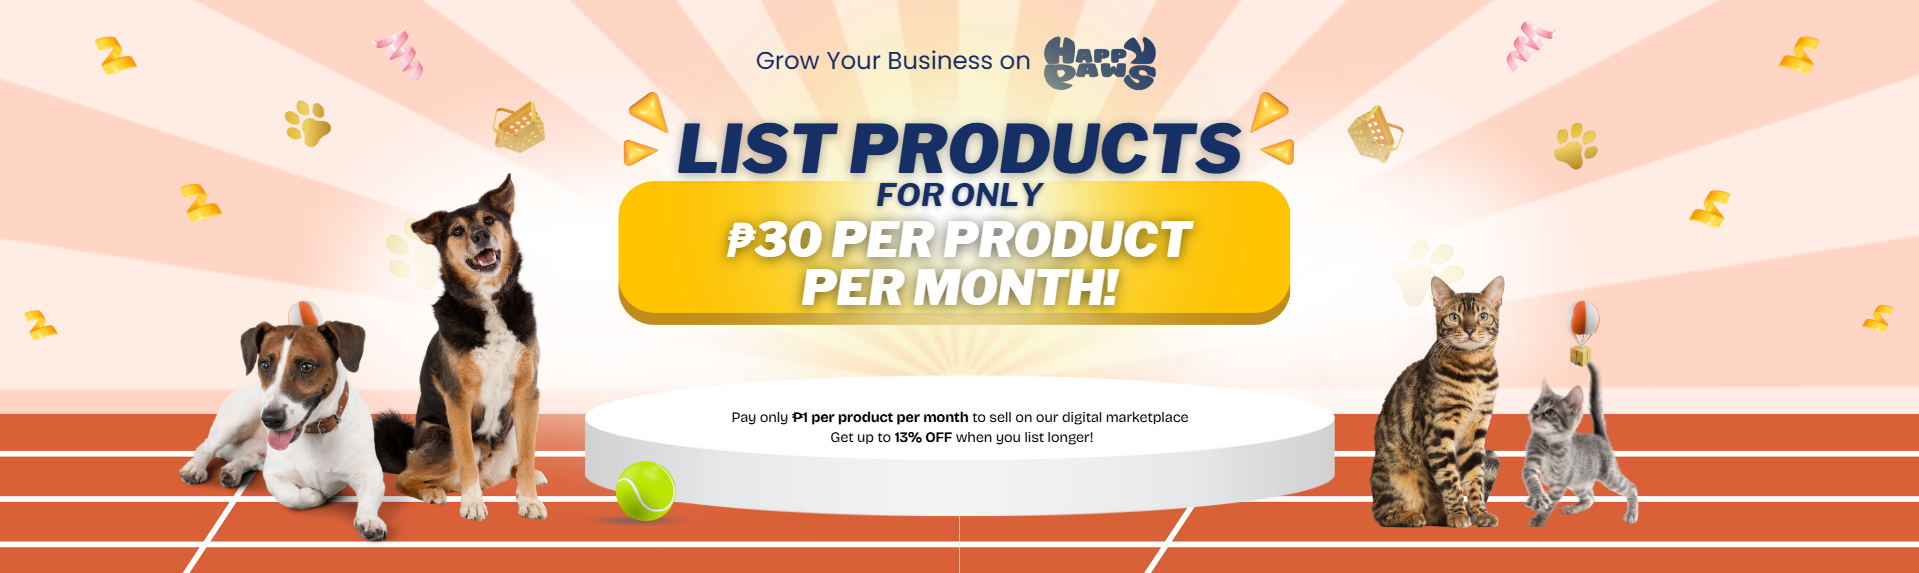 Grow Your Business on HAPPY PAWS
LIST PRODUCTS
FOR ONLY
₱30 PER PRODUCT
PER MONTH!
Pay only ₱1 per product per month to sell on our digital marketplace
Get up to 13% OFF when you list longer!